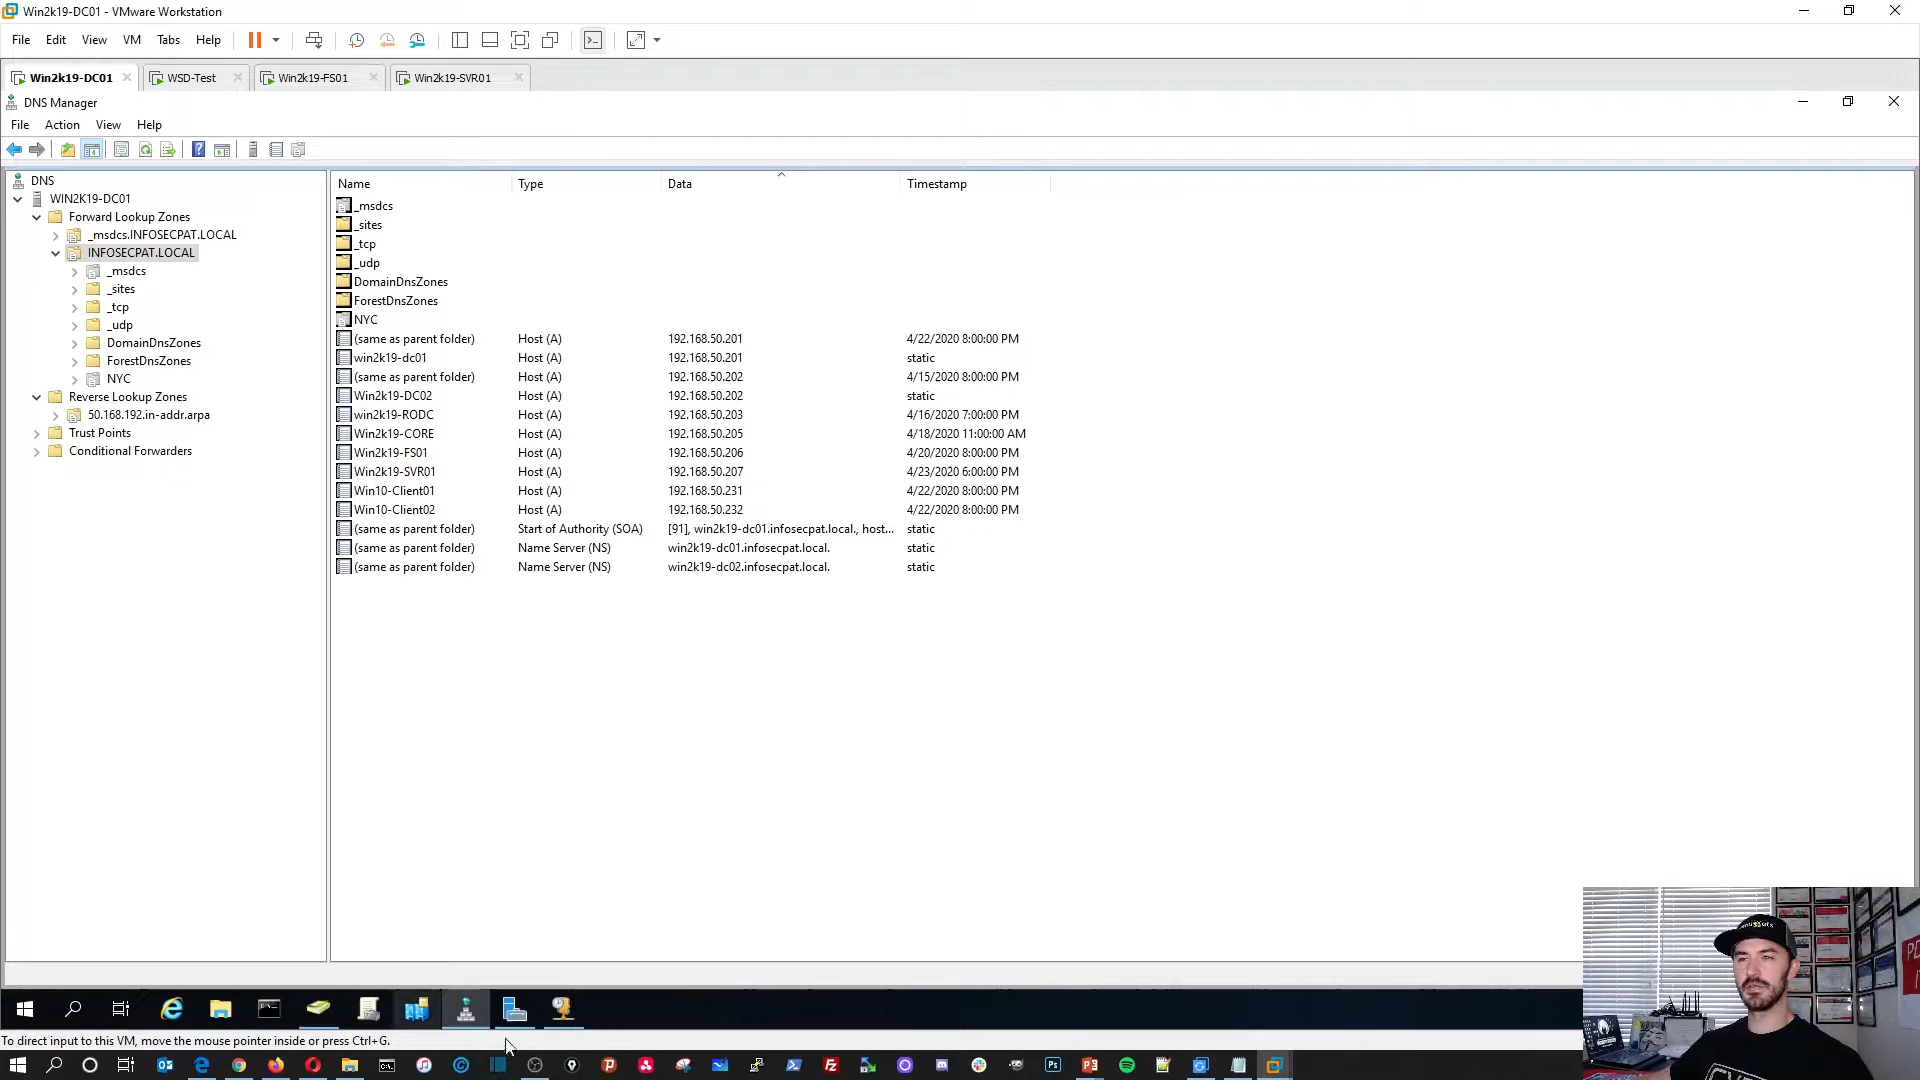 Win2k19-DC01 - VMware Workstation
File Edit View VM Tabs Help
Win2k19-DC01 WSD-Test Win2k19-FS01 Win2k19-SVR01
DNS Manager
File Action View Help
DNS
WIN2K19-DC01
Forward Lookup Zones
_msdcs.INFOSECPAT.LOCAL
INFOSECPAT.LOCAL
_msdcs
_sites
_tcp
_udp
DomainDnsZones
ForestDnsZones
NYC
Reverse Lookup Zones
50.168.192.in-addr.arpa
Trust Points
Conditional Forwarders
Name Type Data Timestamp
_msdcs
_sites
_tcp
_udp
DomainDnsZones
ForestDnsZones
NYC
(same as parent folder) Host (A) 192.168.50.201 4/22/2020 8:00:00 PM
win2k19-dc01 Host (A) 192.168.50.201 static
(same as parent folder) Host (A) 192.168.50.202 4/15/2020 8:00:00 PM
Win2k19-DC02 Host (A) 192.168.50.202 static
win2k19-RODC Host (A) 192.168.50.203 4/16/2020 7:00:00 PM
Win2k19-CORE Host (A) 192.168.50.205 4/18/2020 11:00:00 AM
Win2k19-FS01 Host (A) 192.168.50.206 4/20/2020 8:00:00 PM
Win2k19-SVR01 Host (A) 192.168.50.207 4/23/2020 6:00:00 PM
Win10-Client01 Host (A) 192.168.50.231 4/22/2020 8:00:00 PM
Win10-Client02 Host (A) 192.168.50.232 4/22/2020 8:00:00 PM
(same as parent folder) Start of Authority (SOA) [91], win2k19-dc01.infosecpat.local., host... static
(same as parent folder) Name Server (NS) win2k19-dc01.infosecpat.local. static
(same as parent folder) Name Server (NS) win2k19-dc02.infosecpat.local. static
To direct input to this VM, move the mouse pointer inside or press Ctrl+G.